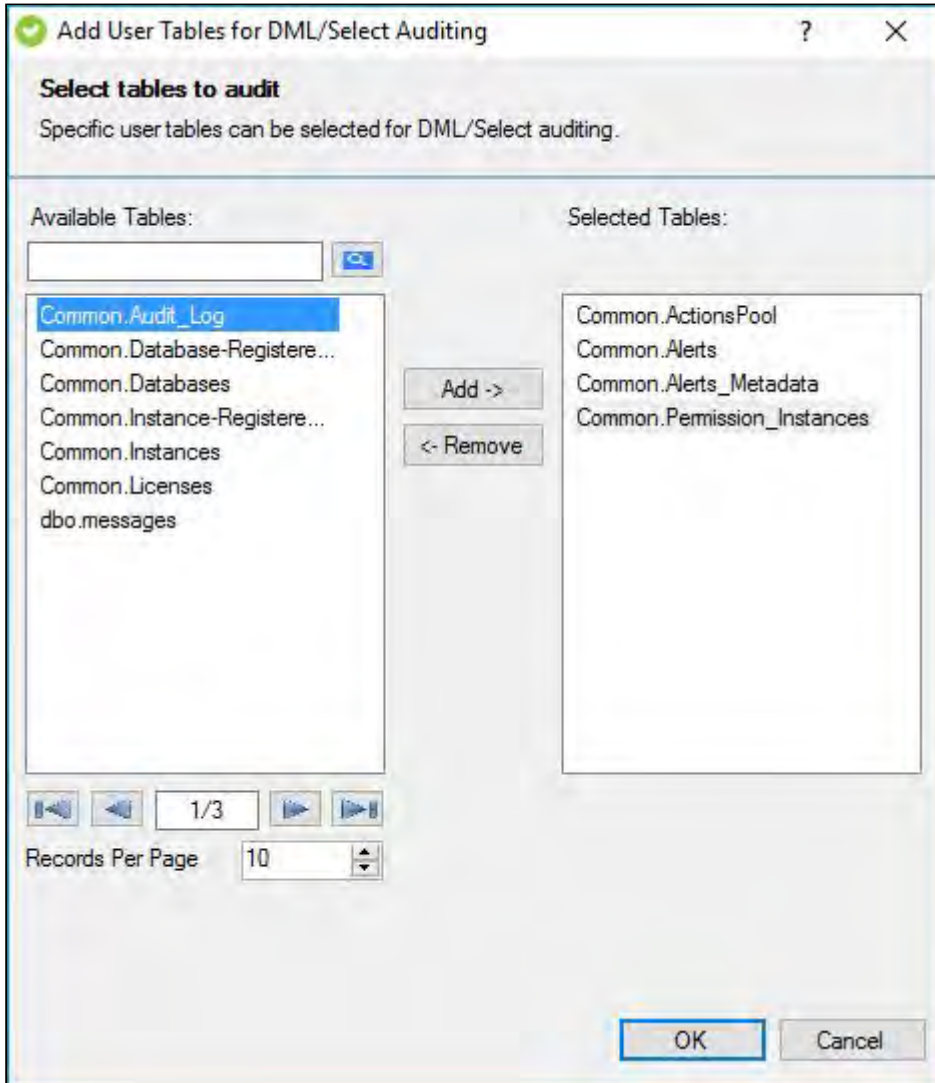 Add User Tables for DML/Select Auditing
?
Select tables to audit
Specific user tables can be selected for DML/Select auditing.
Available Tables:
Common.Audit_Log
Common.Database-Registere...
Common.Databases
Common.Instance-Registere...
Common.Instances
Common.Licenses
dbo.messages
1/3
Records Per Page 10
Add ->
<- Remove
Selected Tables:
Common.ActionsPool
Common.Alerts
Common.Alerts_Metadata
Common.Permission_Instances
OK
Cancel